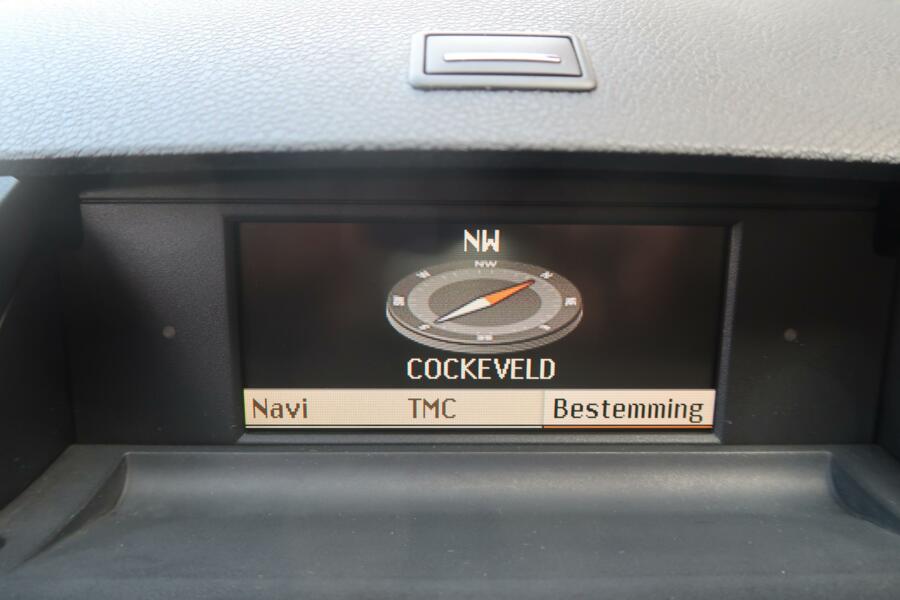 NW
NW
COCKEVELD
Navi TMC Bestemming